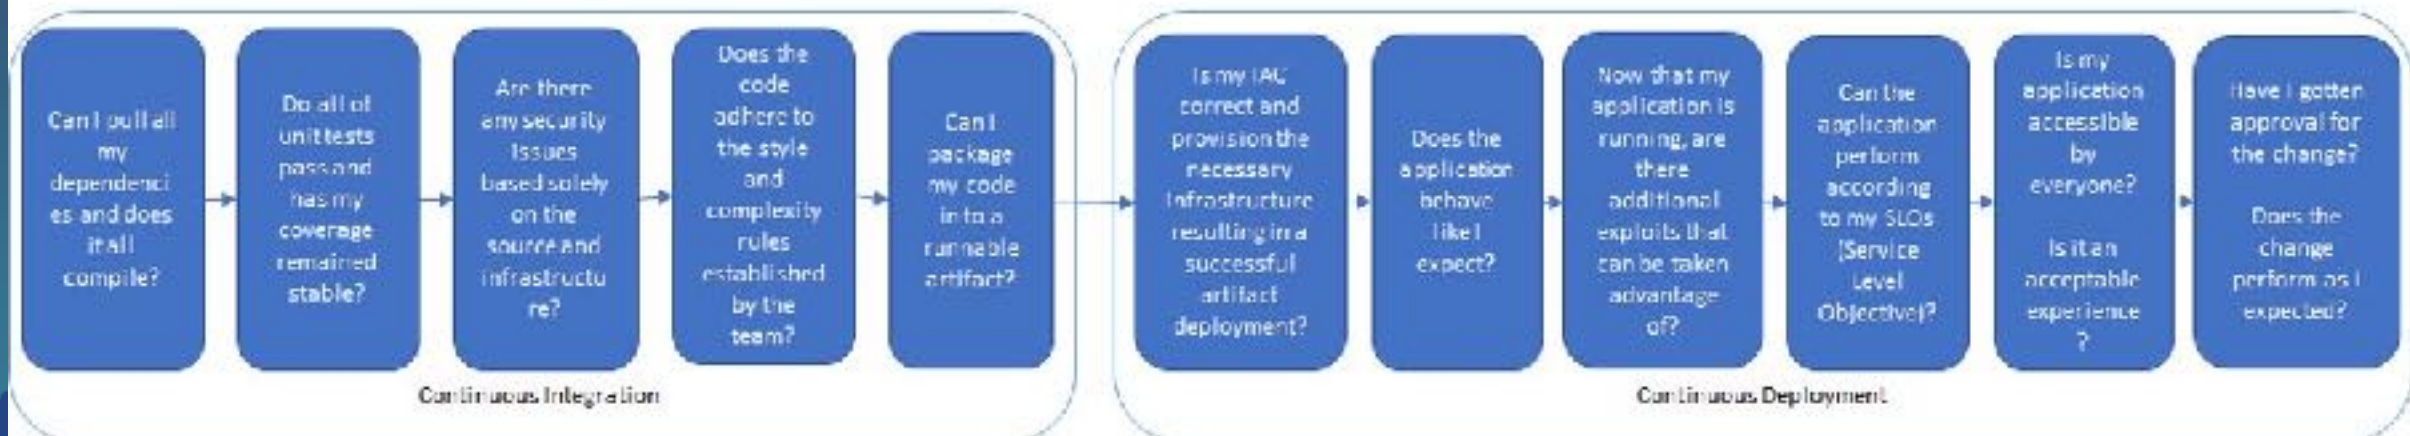 Can I pull all
my
dependenci
es and does
it all
compile?
Do all of
unit tests
pass and
has my
coverage
remained
stable?
Are there
any security
issues
based solely
on the
source and
infrastructu
re?
Does the
code
adhere to
the style
and
complexity
rules
established
by the
team?
Can I
package
my code
into a
runnable
artifact?
Continuous Integration
Is my IAC
correct and
provision the
necessary
infrastructure
resulting in a
successful
artifact
deployment?
Does the
application
behave
like I
expect?
Now that my
application is
running, are
there
additional
exploits that
can be taken
advantage
of?
Can the
application
perform
according
to my SLOs
(Service
Level
Objective)?
Is my
application
accessible
by
everyone?
Is it an
acceptable
experience
?
Have I gotten
approval for
the change?
Does the
change
perform as I
expected?
Continuous Deployment